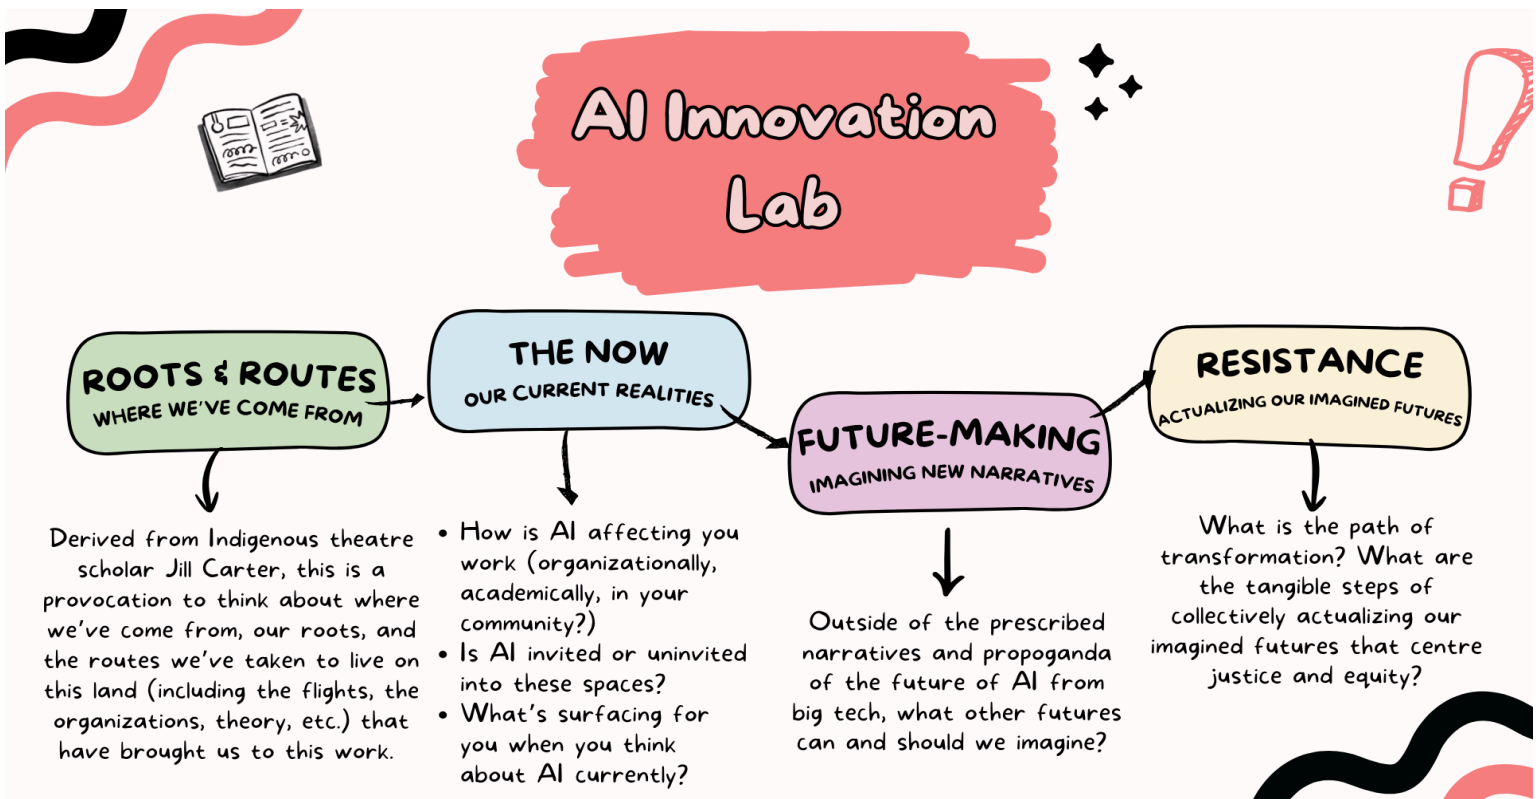 AI Innovation
Lab
ROOTS & ROUTES
WHERE WE'VE COME FROM
Derived from Indigenous theatre
scholar Jill Carter, this is a
provocation to think about where
we've come from, our roots, and
the routes we've taken to live on
this land (including the flights, the
organizations, theory, etc.) that
have brought us to this work.
THE NOW
OUR CURRENT REALITIES
• How is AI affecting you
work (organizationally,
academically, in your
community?)
• Is AI invited or uninvited
into these spaces?
• What's surfacing for
you when you think
about AI currently?
FUTURE-MAKING
IMAGINING NEW NARRATIVES
Outside of the prescribed
narratives and propoganda
of the future of AI from
big tech, what other futures
can and should we imagine?
RESISTANCE
ACTUALIZING OUR IMAGINED FUTURES
What is the path of
transformation? What are
the tangible steps of
collectively actualizing our
imagined futures that centre
justice and equity?